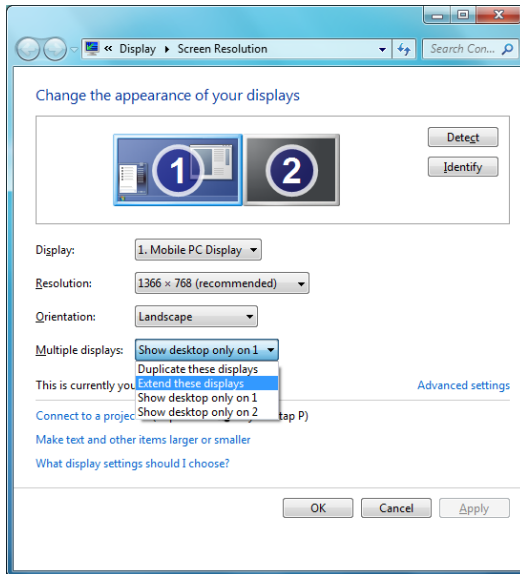 « Display ▸ Screen Resolution Search Con...
Change the appearance of your displays
1 2
Detect
Identify
Display: 1. Mobile PC Display
Resolution: 1366 × 768 (recommended)
Orientation: Landscape
Multiple displays: Show desktop only on 1
Duplicate these displays
This is currently you Extend these displays Advanced settings
Show desktop only on 1
Connect to a projec tap P)
Show desktop only on 2
Make text and other items larger or smaller
What display settings should I choose?
OK Cancel Apply